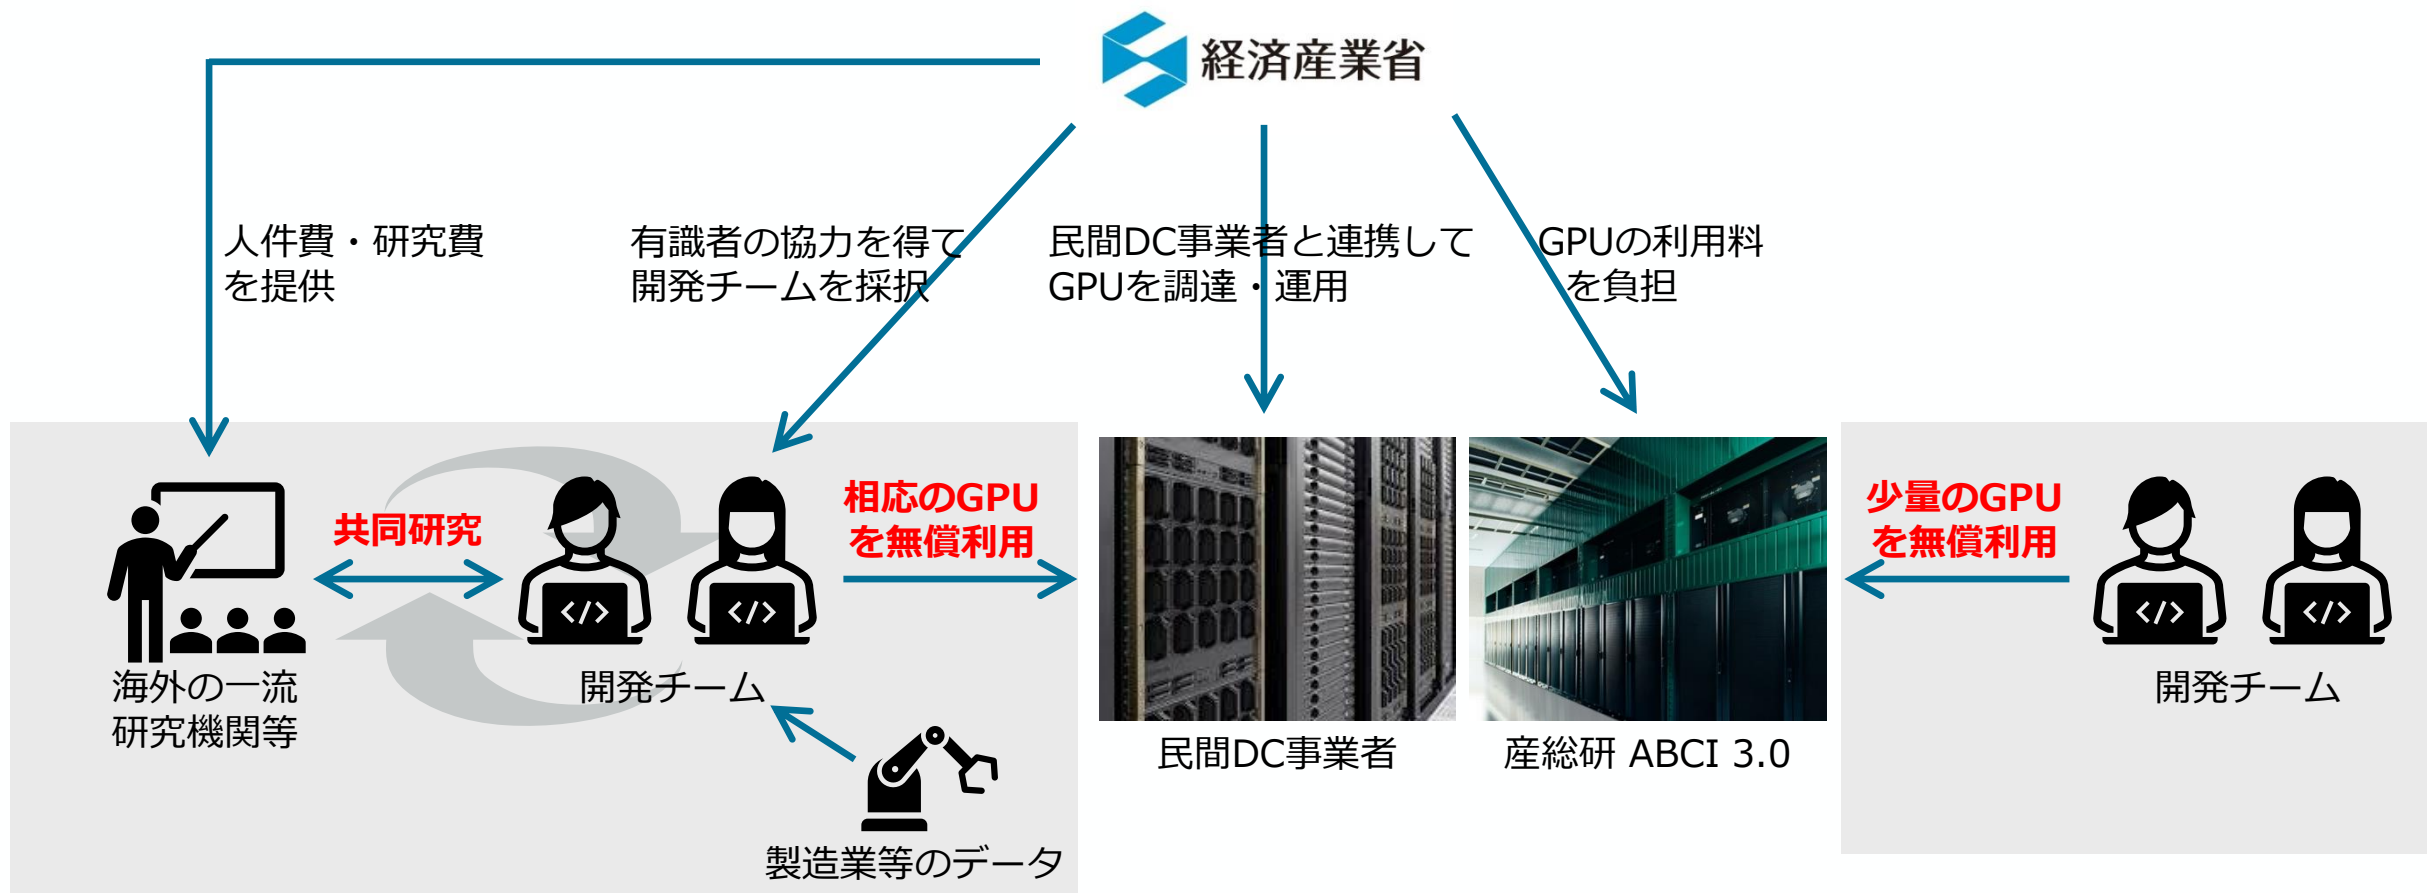 経済産業省
人件費・研究費
を提供
有識者の協力を得て
開発チームを採択
民間DC事業者と連携して
GPUを調達・運用
GPUの利用料
を負担
共同研究
相応のGPU
を無償利用
少量のGPU
を無償利用
</>
</>
</>
</>
海外の一流
研究機関等
開発チーム
民間DC事業者
産総研 ABCI 3.0
開発チーム
製造業等のデータ